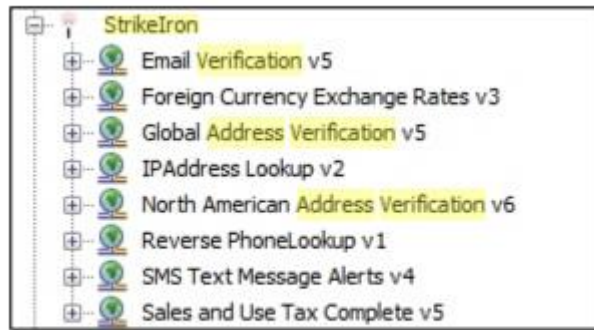 StrikeIron
Email Verification v5
Foreign Currency Exchange Rates v3
Global Address Verification v5
IPAddress Lookup v2
North American Address Verification v6
Reverse PhoneLookup v1
SMS Text Message Alerts v4
Sales and Use Tax Complete v5